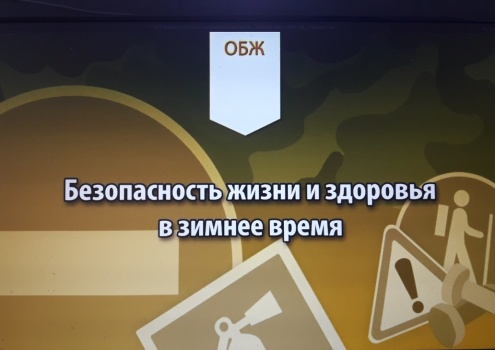 ОБЖ
Безопасность жизни и здоровья
в зимнее время